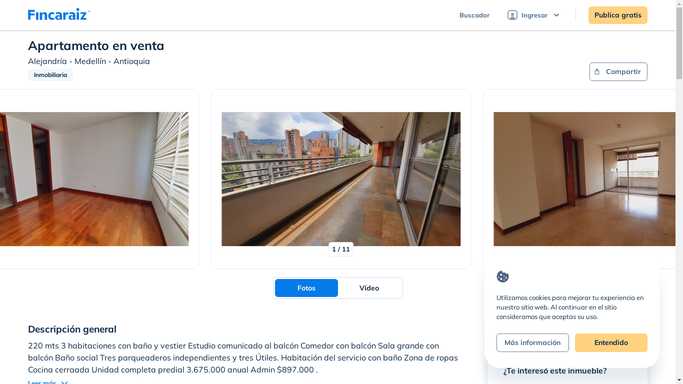 Fincaraiz
Buscador
Ingresar
Publica gratis
Apartamento en venta
Alejandría - Medellín - Antioquia
Inmobiliaria
Compartir
1 / 11
Fotos
Video
Utilizamos cookies para mejorar tu experiencia en
nuestro sitio web. Al continuar en el sitio
consideramos que aceptas su uso.
Más información
Entendido
Descripción general
220 mts 3 habitaciones con baño y vestier Estudio comunicado al balcón Comedor con balcón Sala grande con
balcón Baño social Tres parqueaderos independientes y tres Útiles. Habitación del servicio con baño Zona de ropas
Cocina cerraada Unidad completa predial 3.675.000 anual Admin $897.000 .
Leer más
¿Te interesó este inmueble?